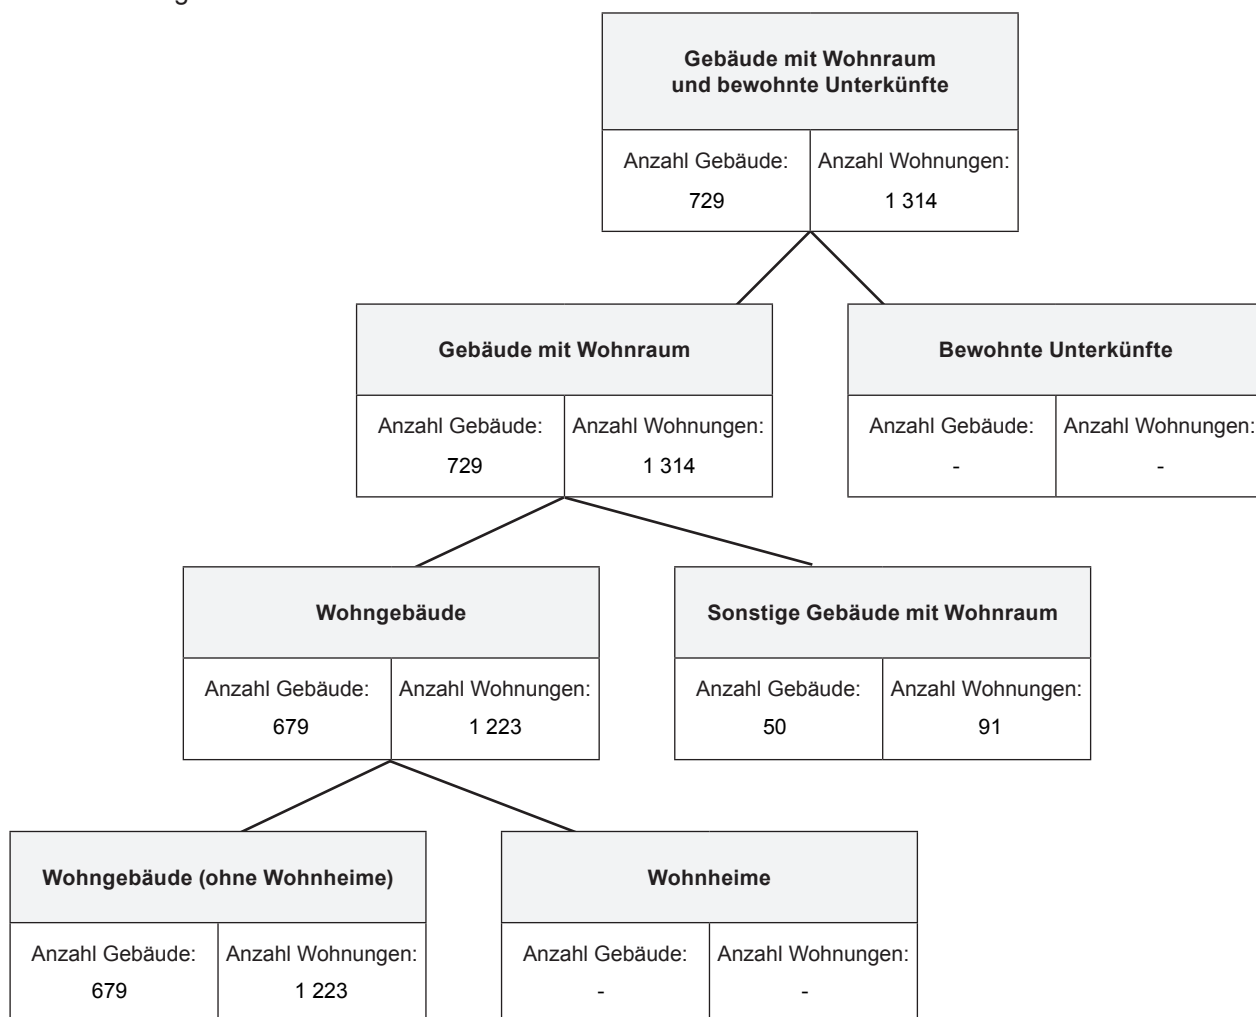 Gebäude mit Wohnraum
und bewohnte Unterkünfte
Anzahl Gebäude: Anzahl Wohnungen:
729 1 314
Gebäude mit Wohnraum
Anzahl Gebäude: Anzahl Wohnungen:
729 1 314
Bewohnte Unterkünfte
Anzahl Gebäude: Anzahl Wohnungen:
- -
Wohngebäude
Anzahl Gebäude: Anzahl Wohnungen:
679 1 223
Sonstige Gebäude mit Wohnraum
Anzahl Gebäude: Anzahl Wohnungen:
50 91
Wohngebäude (ohne Wohnheime)
Anzahl Gebäude: Anzahl Wohnungen:
679 1 223
Wohnheime
Anzahl Gebäude: Anzahl Wohnungen:
- -